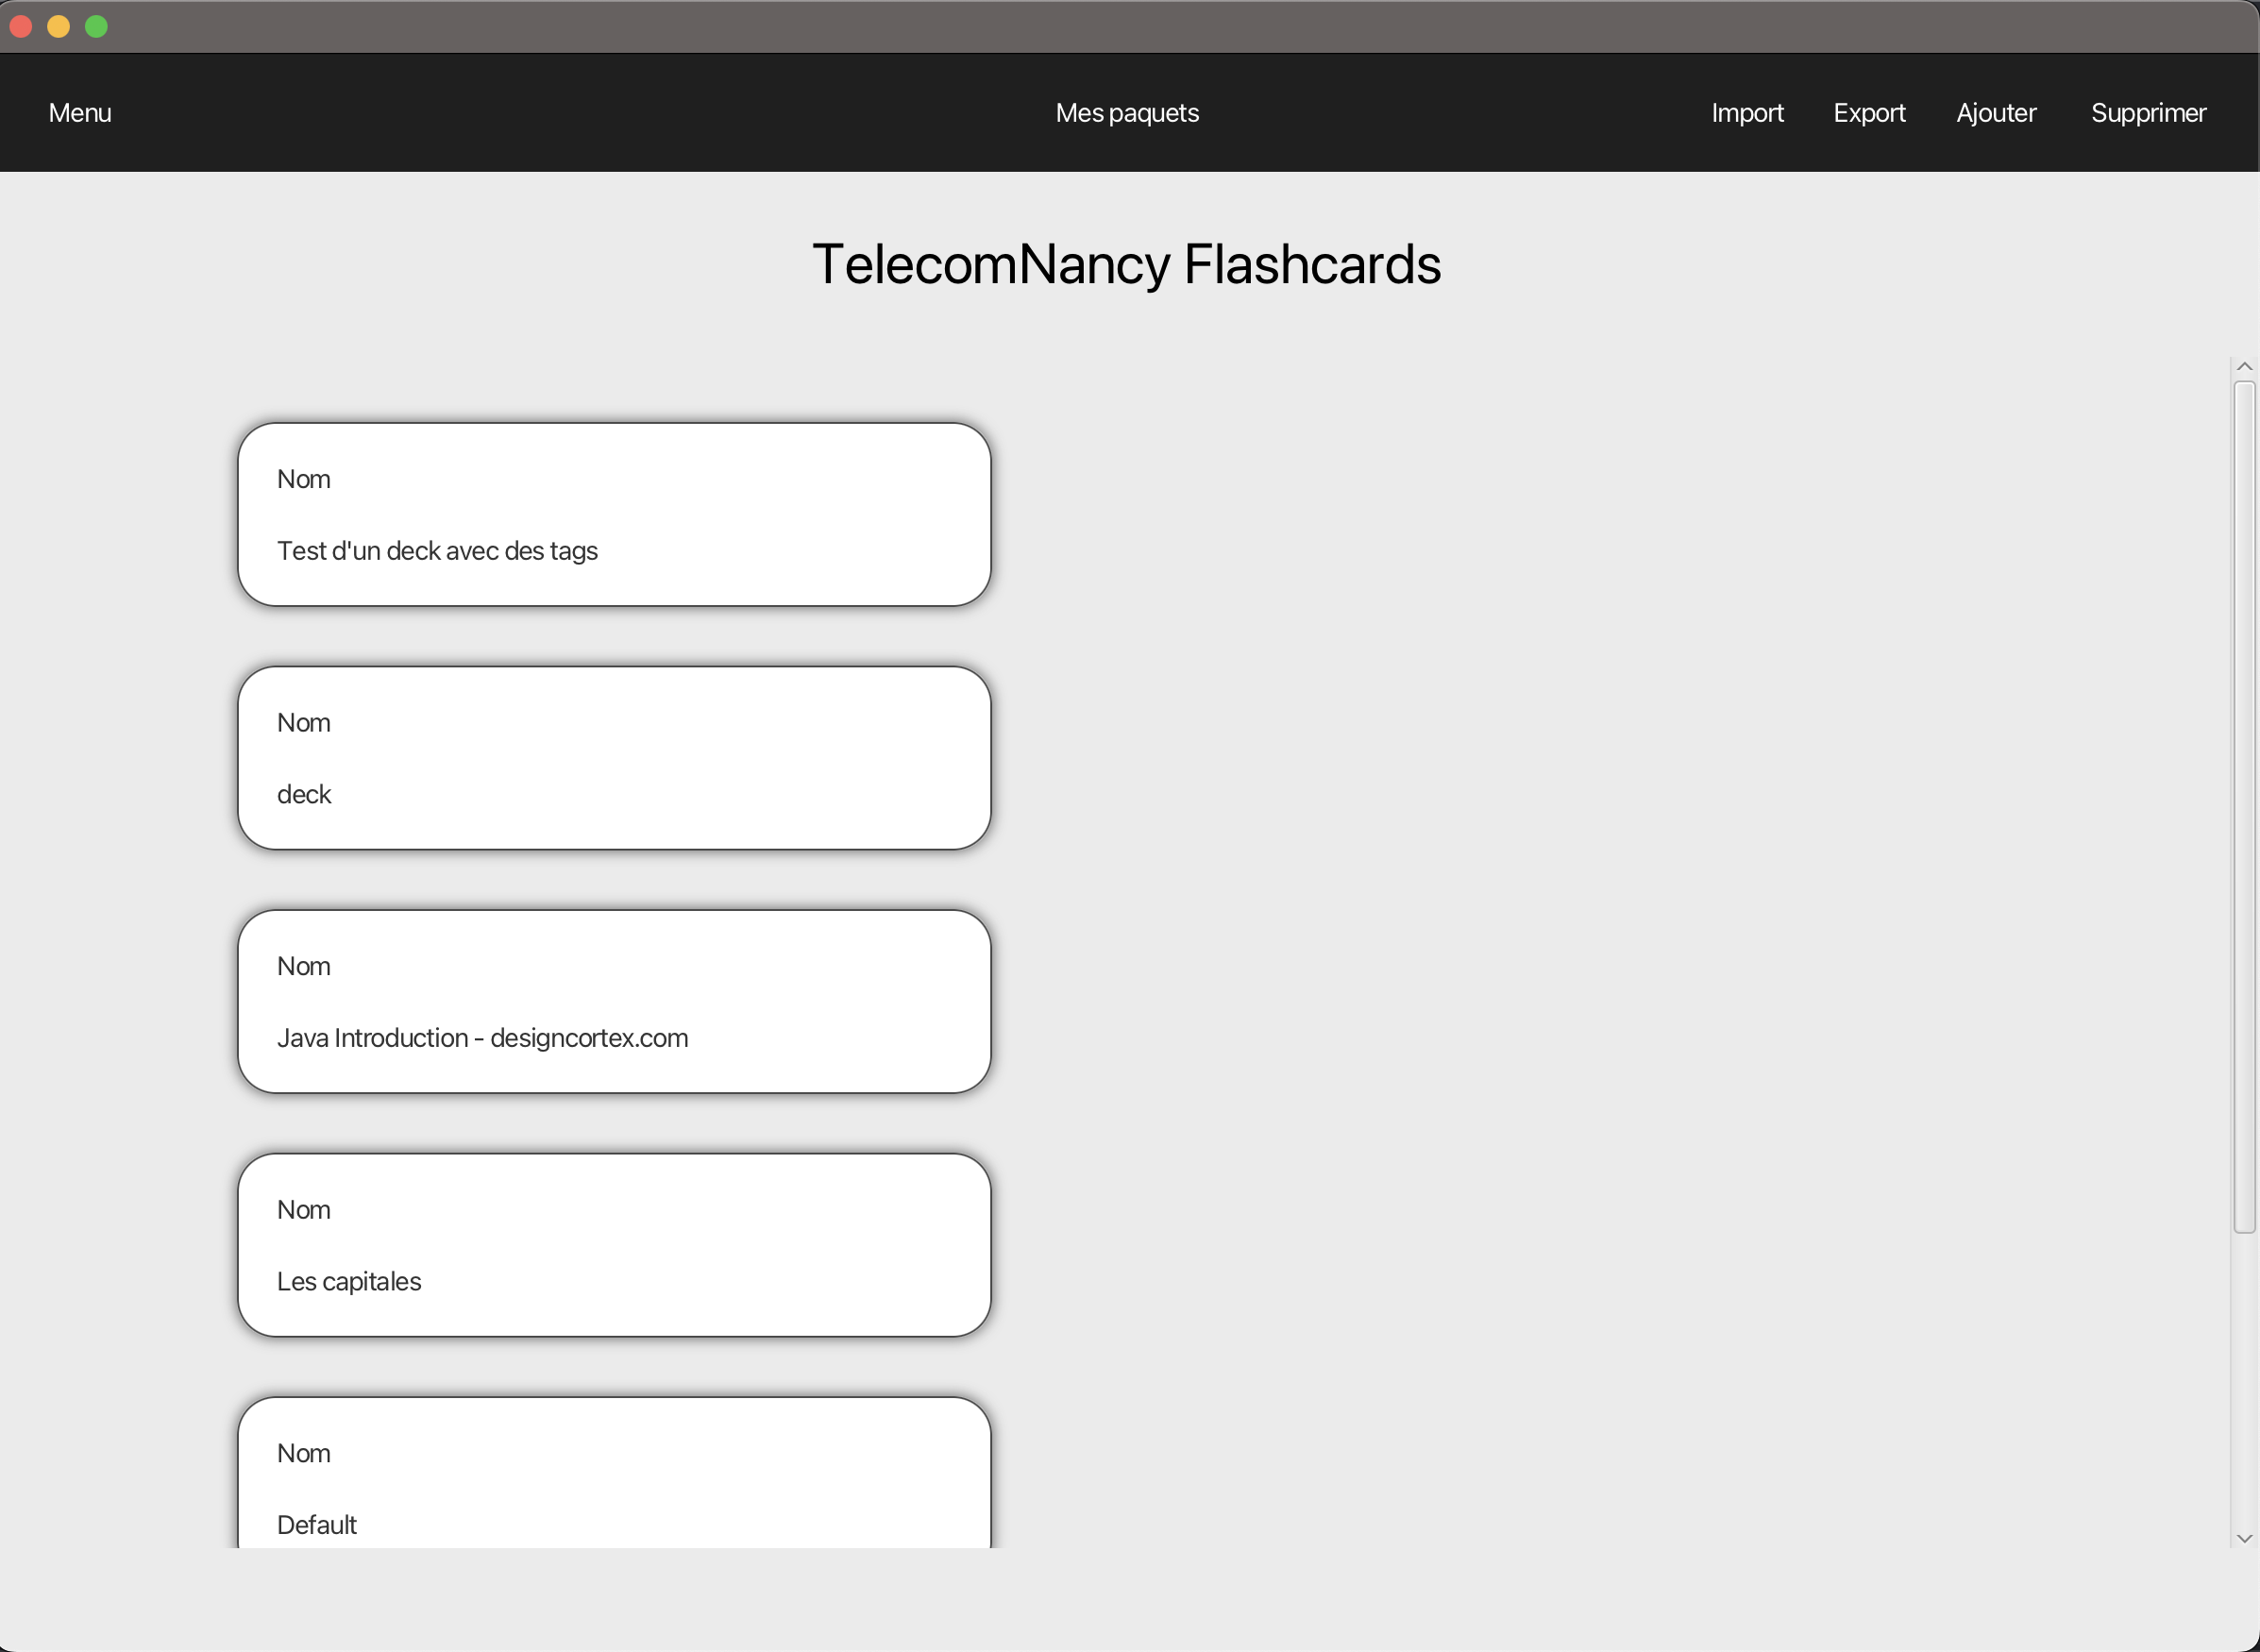 Menu Mes paquets Import Export Ajouter Supprimer
TelecomNancy Flashcards
Nom
Test d'un deck avec des tags
Nom
deck
Nom
Java Introduction - designcortex.com
Nom
Les capitales
Nom
Default